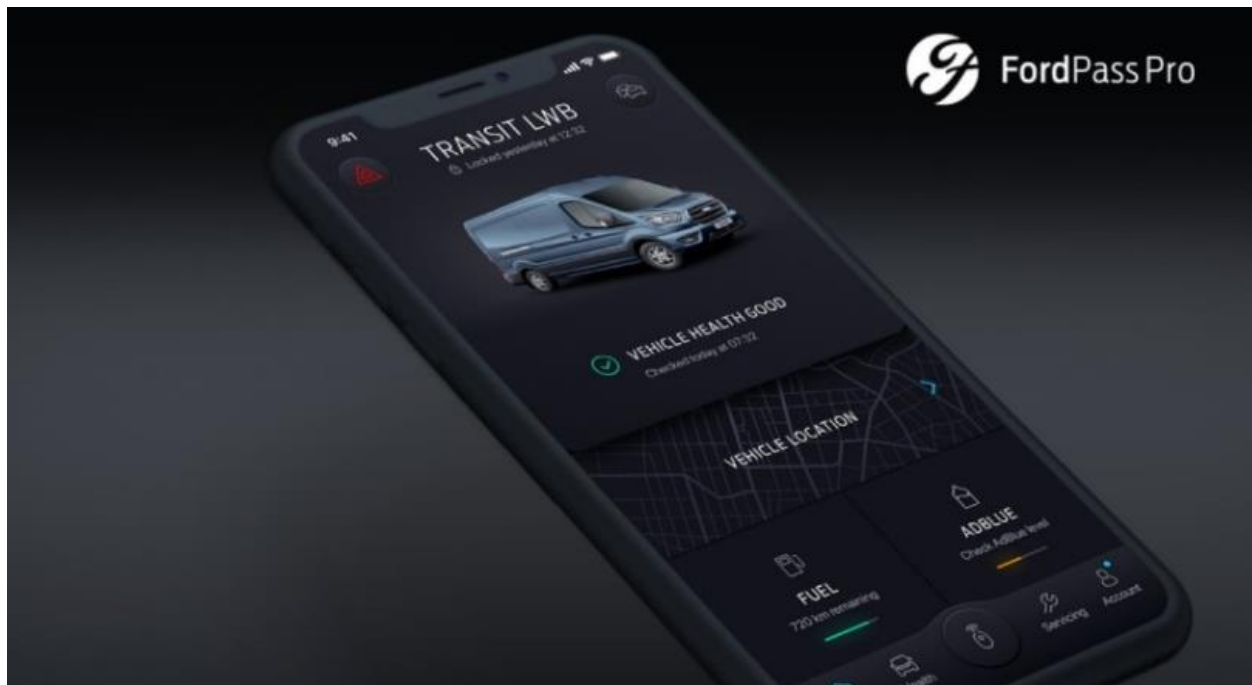 FordPass Pro
9:41
TRANSIT LWB
Locked yesterday at 12:32
VEHICLE HEALTH GOOD
Checked today at 07:32
VEHICLE LOCATION
FUEL
720 km remaining
ADBLUE
Check AdBlue level
Servicing
Account